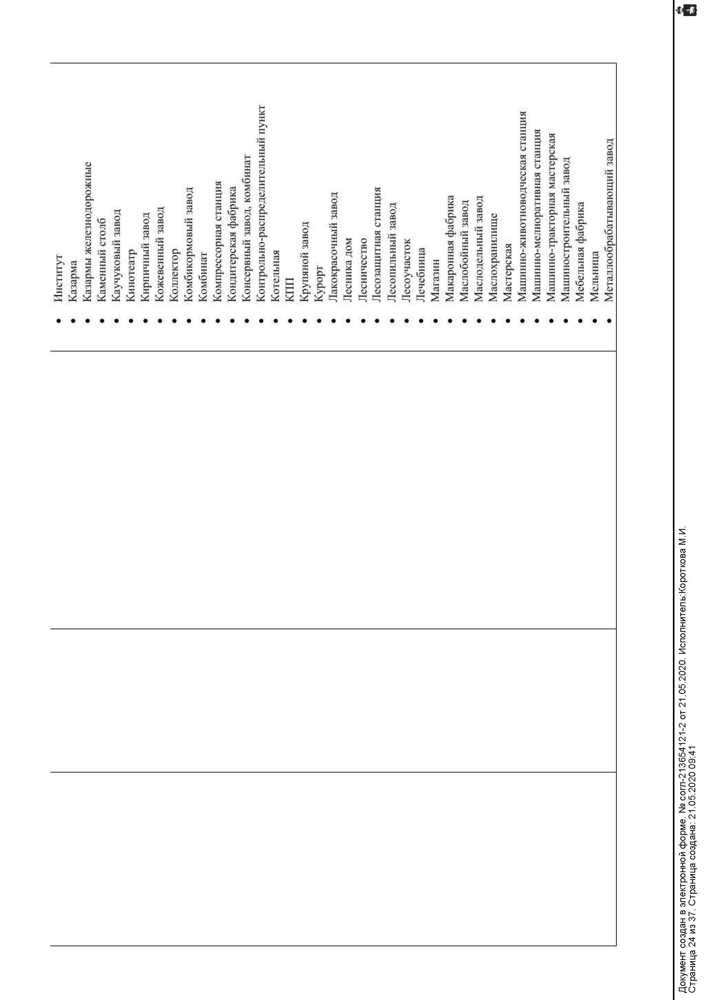 • Институт
• Казарма
• Казармы железнодорожные
• Каменный столб
• Каучуковый завод
• Кинотеатр
• Кирпичный завод
• Кожевенный завод
• Коллектор
• Комбикормовый завод
• Комбинат
• Компрессорная станция
• Кондитерская фабрика
• Консервный завод, комбинат
• Контрольно-распределительный пункт
• Котельная
• КПП
• Крупяной завод
• Курорт
• Лакокрасочный завод
• Лесника дом
• Лесничество
• Лесозащитная станция
• Лесопильный завод
• Лесоучасток
• Лечебница
• Магазин
• Макаронная фабрика
• Маслобойный завод
• Маслодельный завод
• Маслохранилище
• Мастерская
• Машинно-животноводческая станция
• Машинно-мелиоративная станция
• Машинно-тракторная мастерская
• Машиностроительный завод
• Мебельная фабрика
• Мельница
• Металлообрабатывающий завод
Документ создан в электронной форме. № согл-213654121-2 от 21.05.2020. Исполнитель:Короткова М.И.
Страница 24 из 37. Страница создана: 21.05.2020 09:41